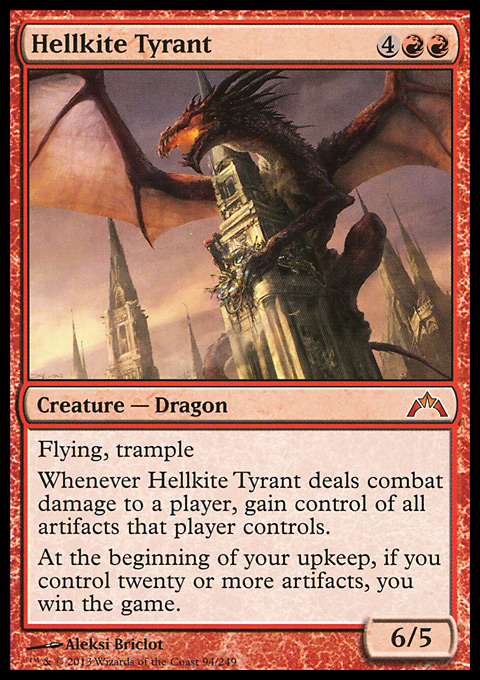 Hellkite Tyrant 4
Creature — Dragon
Flying, trample
Whenever Hellkite Tyrant deals combat
damage to a player, gain control of all
artifacts that player controls.
At the beginning of your upkeep, if you
control twenty or more artifacts, you
win the game.
6/5
Aleksi Briclot
™ & © 2013 Wizards of the Coast 94/249